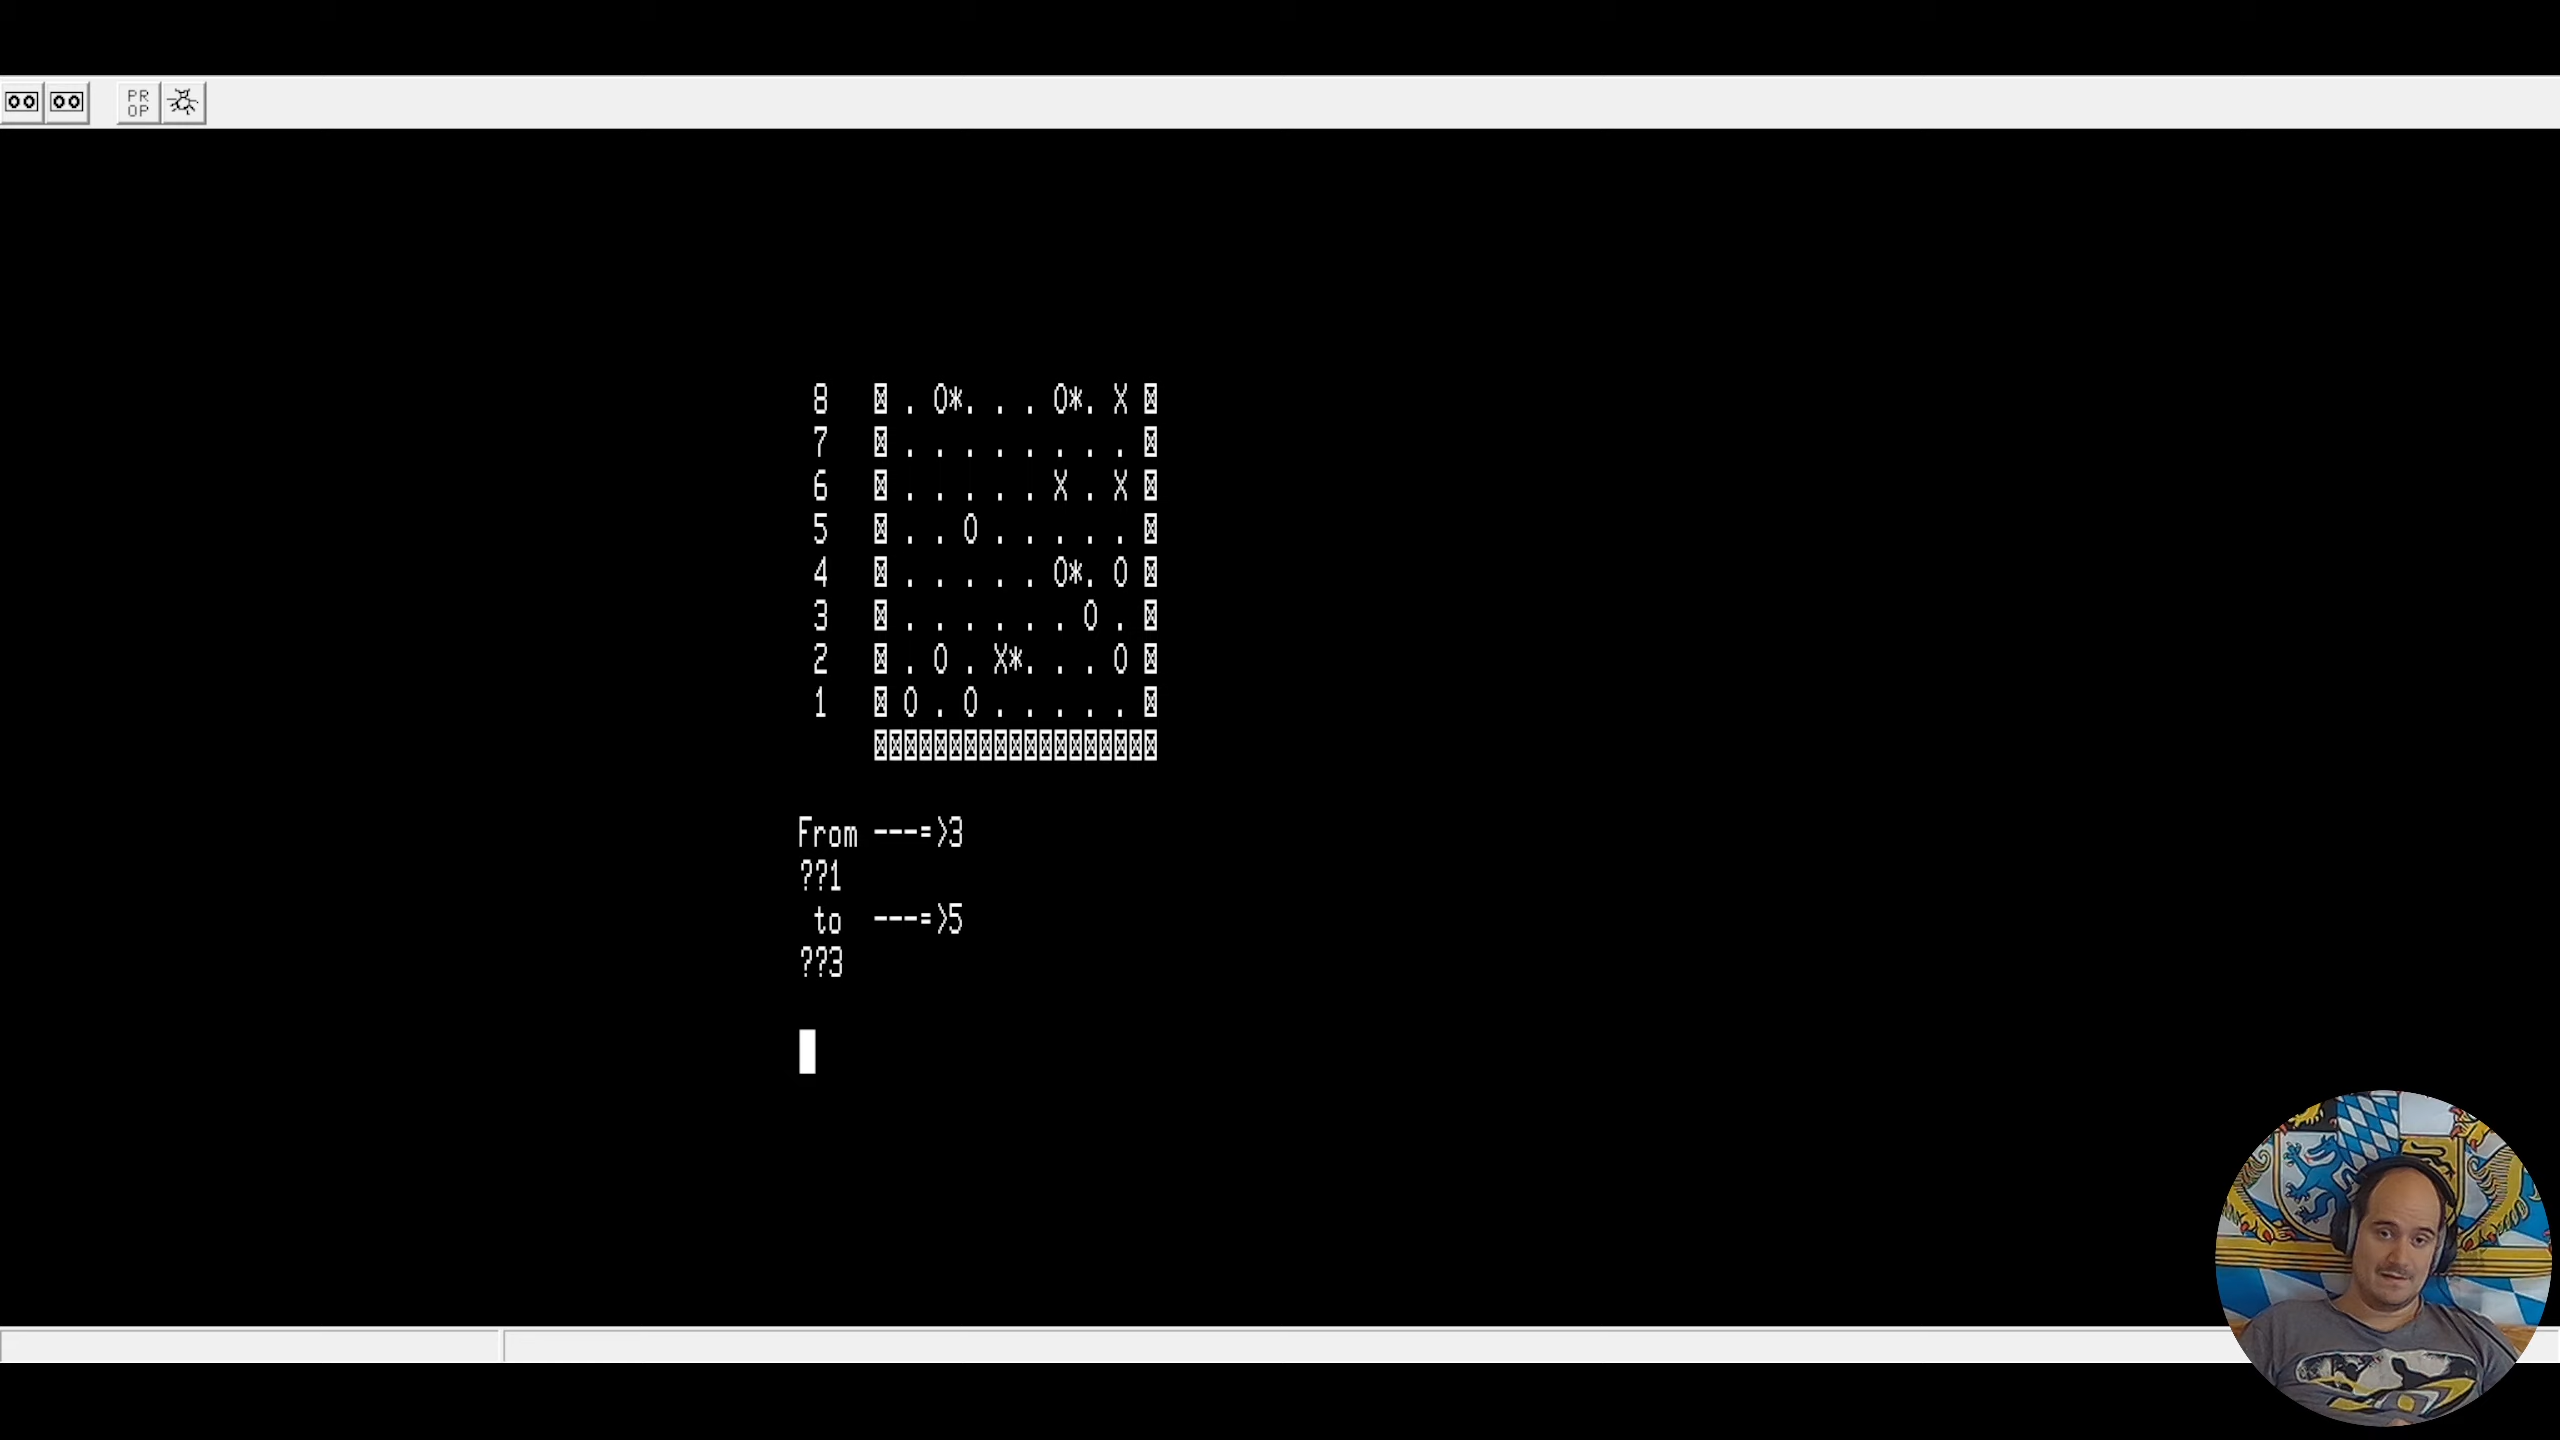 PR
OP
8 . O* . . . O* . X
7 . . . . . . . .
6 . . . . . X . X
5 . . O . . . . .
4 . . . . . O* . O
3 . . . . . . O .
2 . O . X* . . . O
1 O . O . . . . .
From ---=>3
??1
to ---=>5
??3